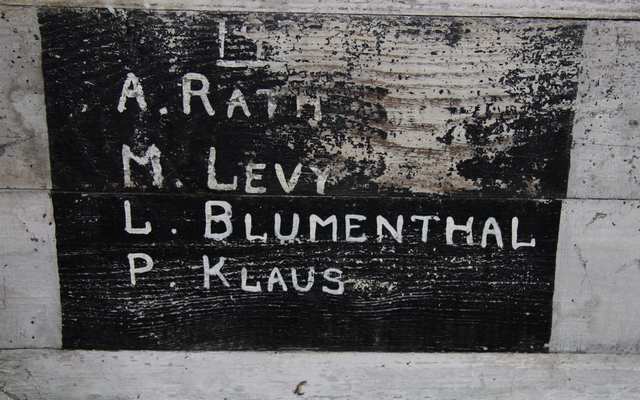 A. RATH
M. LEVY
L. BLUMENTHAL
P. KLAUS